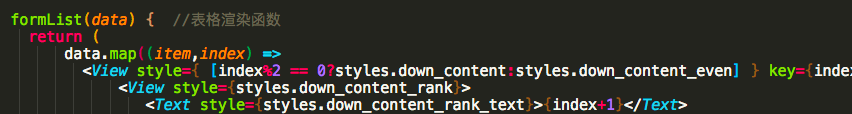 formList(data) {  //表格渲染函数
return (
data.map((item,index) =>
<View style={ [index%2 == 0?styles.down_content:styles.down_content_even] } key={inde
<View style={styles.down_content_rank}>
<Text style={styles.down_content_rank_text}>{index+1}</Text>